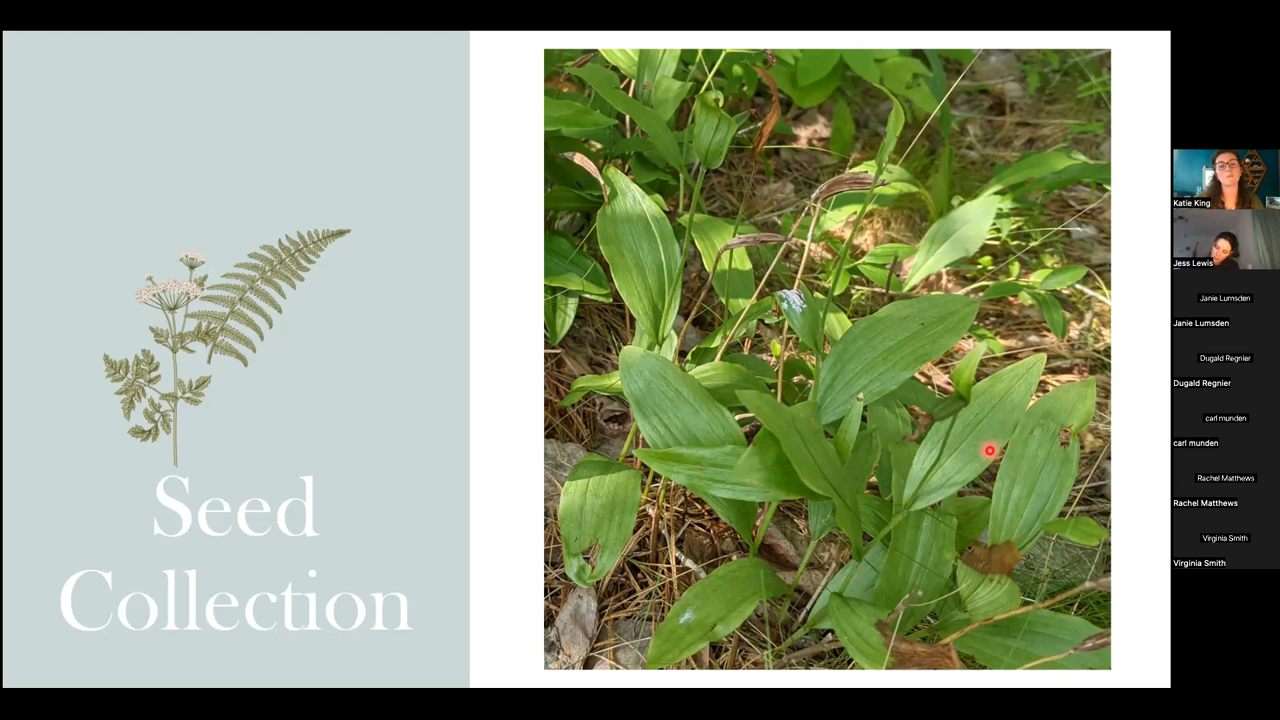 Seed
Collection
Katie King
Jess Lewis
Janie Lumsden
Janie Lumsden
Dugald Regnier
Dugald Regnier
carl munden
carl munden
Rachel Matthews
Rachel Matthews
Virginia Smith
Virginia Smith